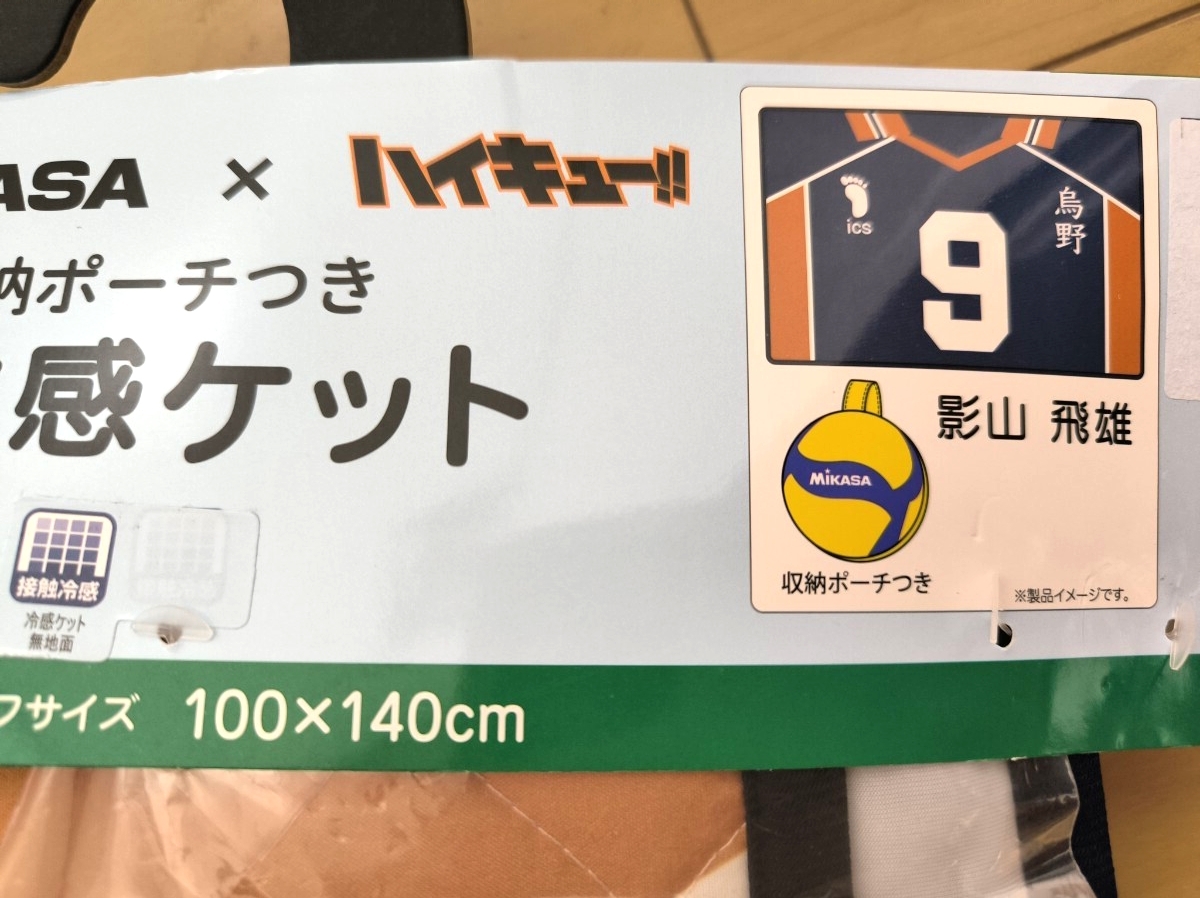 ASA × ハイキュー!!
納ポーチつき
感ケット
ics
烏野
9
MIKASA
影山 飛雄
収納ポーチつき
※製品イメージです。
接触冷感
冷感ケット
無地面
フサイズ 100×140cm